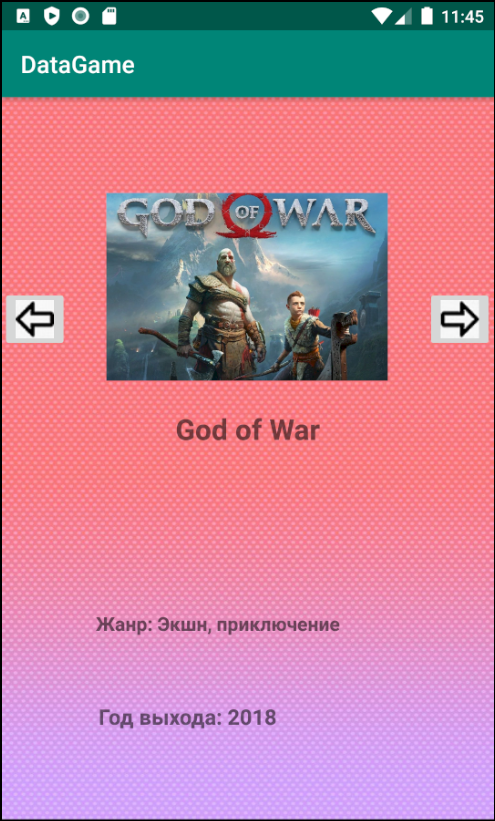 11:45
DataGame
GOD OF WAR
God of War
Жанр: Экшн, приключение
Год выхода: 2018